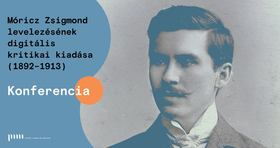 Móricz Zsigmond
levelezésének
digitális
kritikai kiadása
(1892–1913)
Konferencia